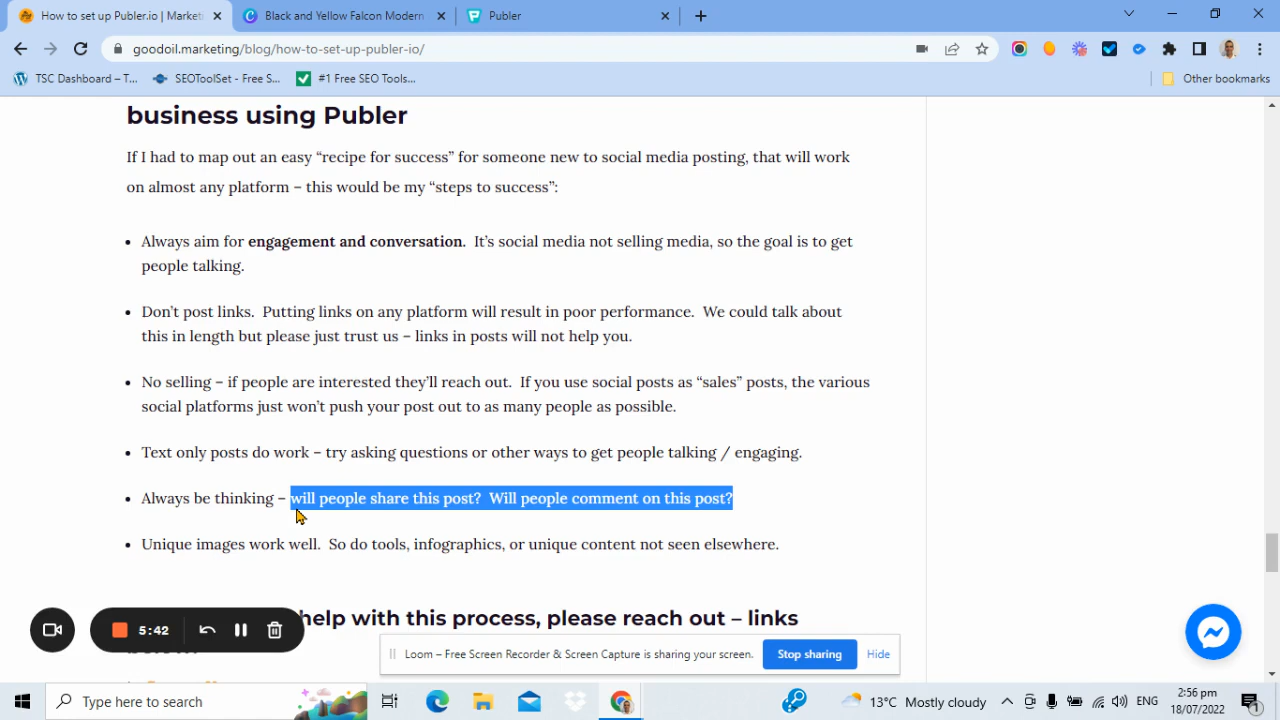 How to set up Publer.io | Market
Black and Yellow Falcon Modern
Publer
goodoil.marketing/blog/how-to-set-up-publer-io/
TSC Dashboard – T...
SEOToolSet - Free S...
#1 Free SEO Tools...
Other bookmarks
business using Publer
If I had to map out an easy “recipe for success” for someone new to social media posting, that will work
on almost any platform – this would be my “steps to success”:
• Always aim for engagement and conversation.  It’s social media not selling media, so the goal is to get
people talking.
• Don’t post links.  Putting links on any platform will result in poor performance.  We could talk about
this in length but please just trust us – links in posts will not help you.
• No selling – if people are interested they’ll reach out.  If you use social posts as “sales” posts, the various
social platforms just won’t push your post out to as many people as possible.
• Text only posts do work – try asking questions or other ways to get people talking / engaging.
• Always be thinking – will people share this post?  Will people comment on this post?
• Unique images work well.  So do tools, infographics, or unique content not seen elsewhere.
help with this process, please reach out – links
5:42
Loom – Free Screen Recorder & Screen Capture is sharing your screen.
Stop sharing
Hide
Type here to search
13°C Mostly cloudy
ENG
2:56 pm
18/07/2022
1